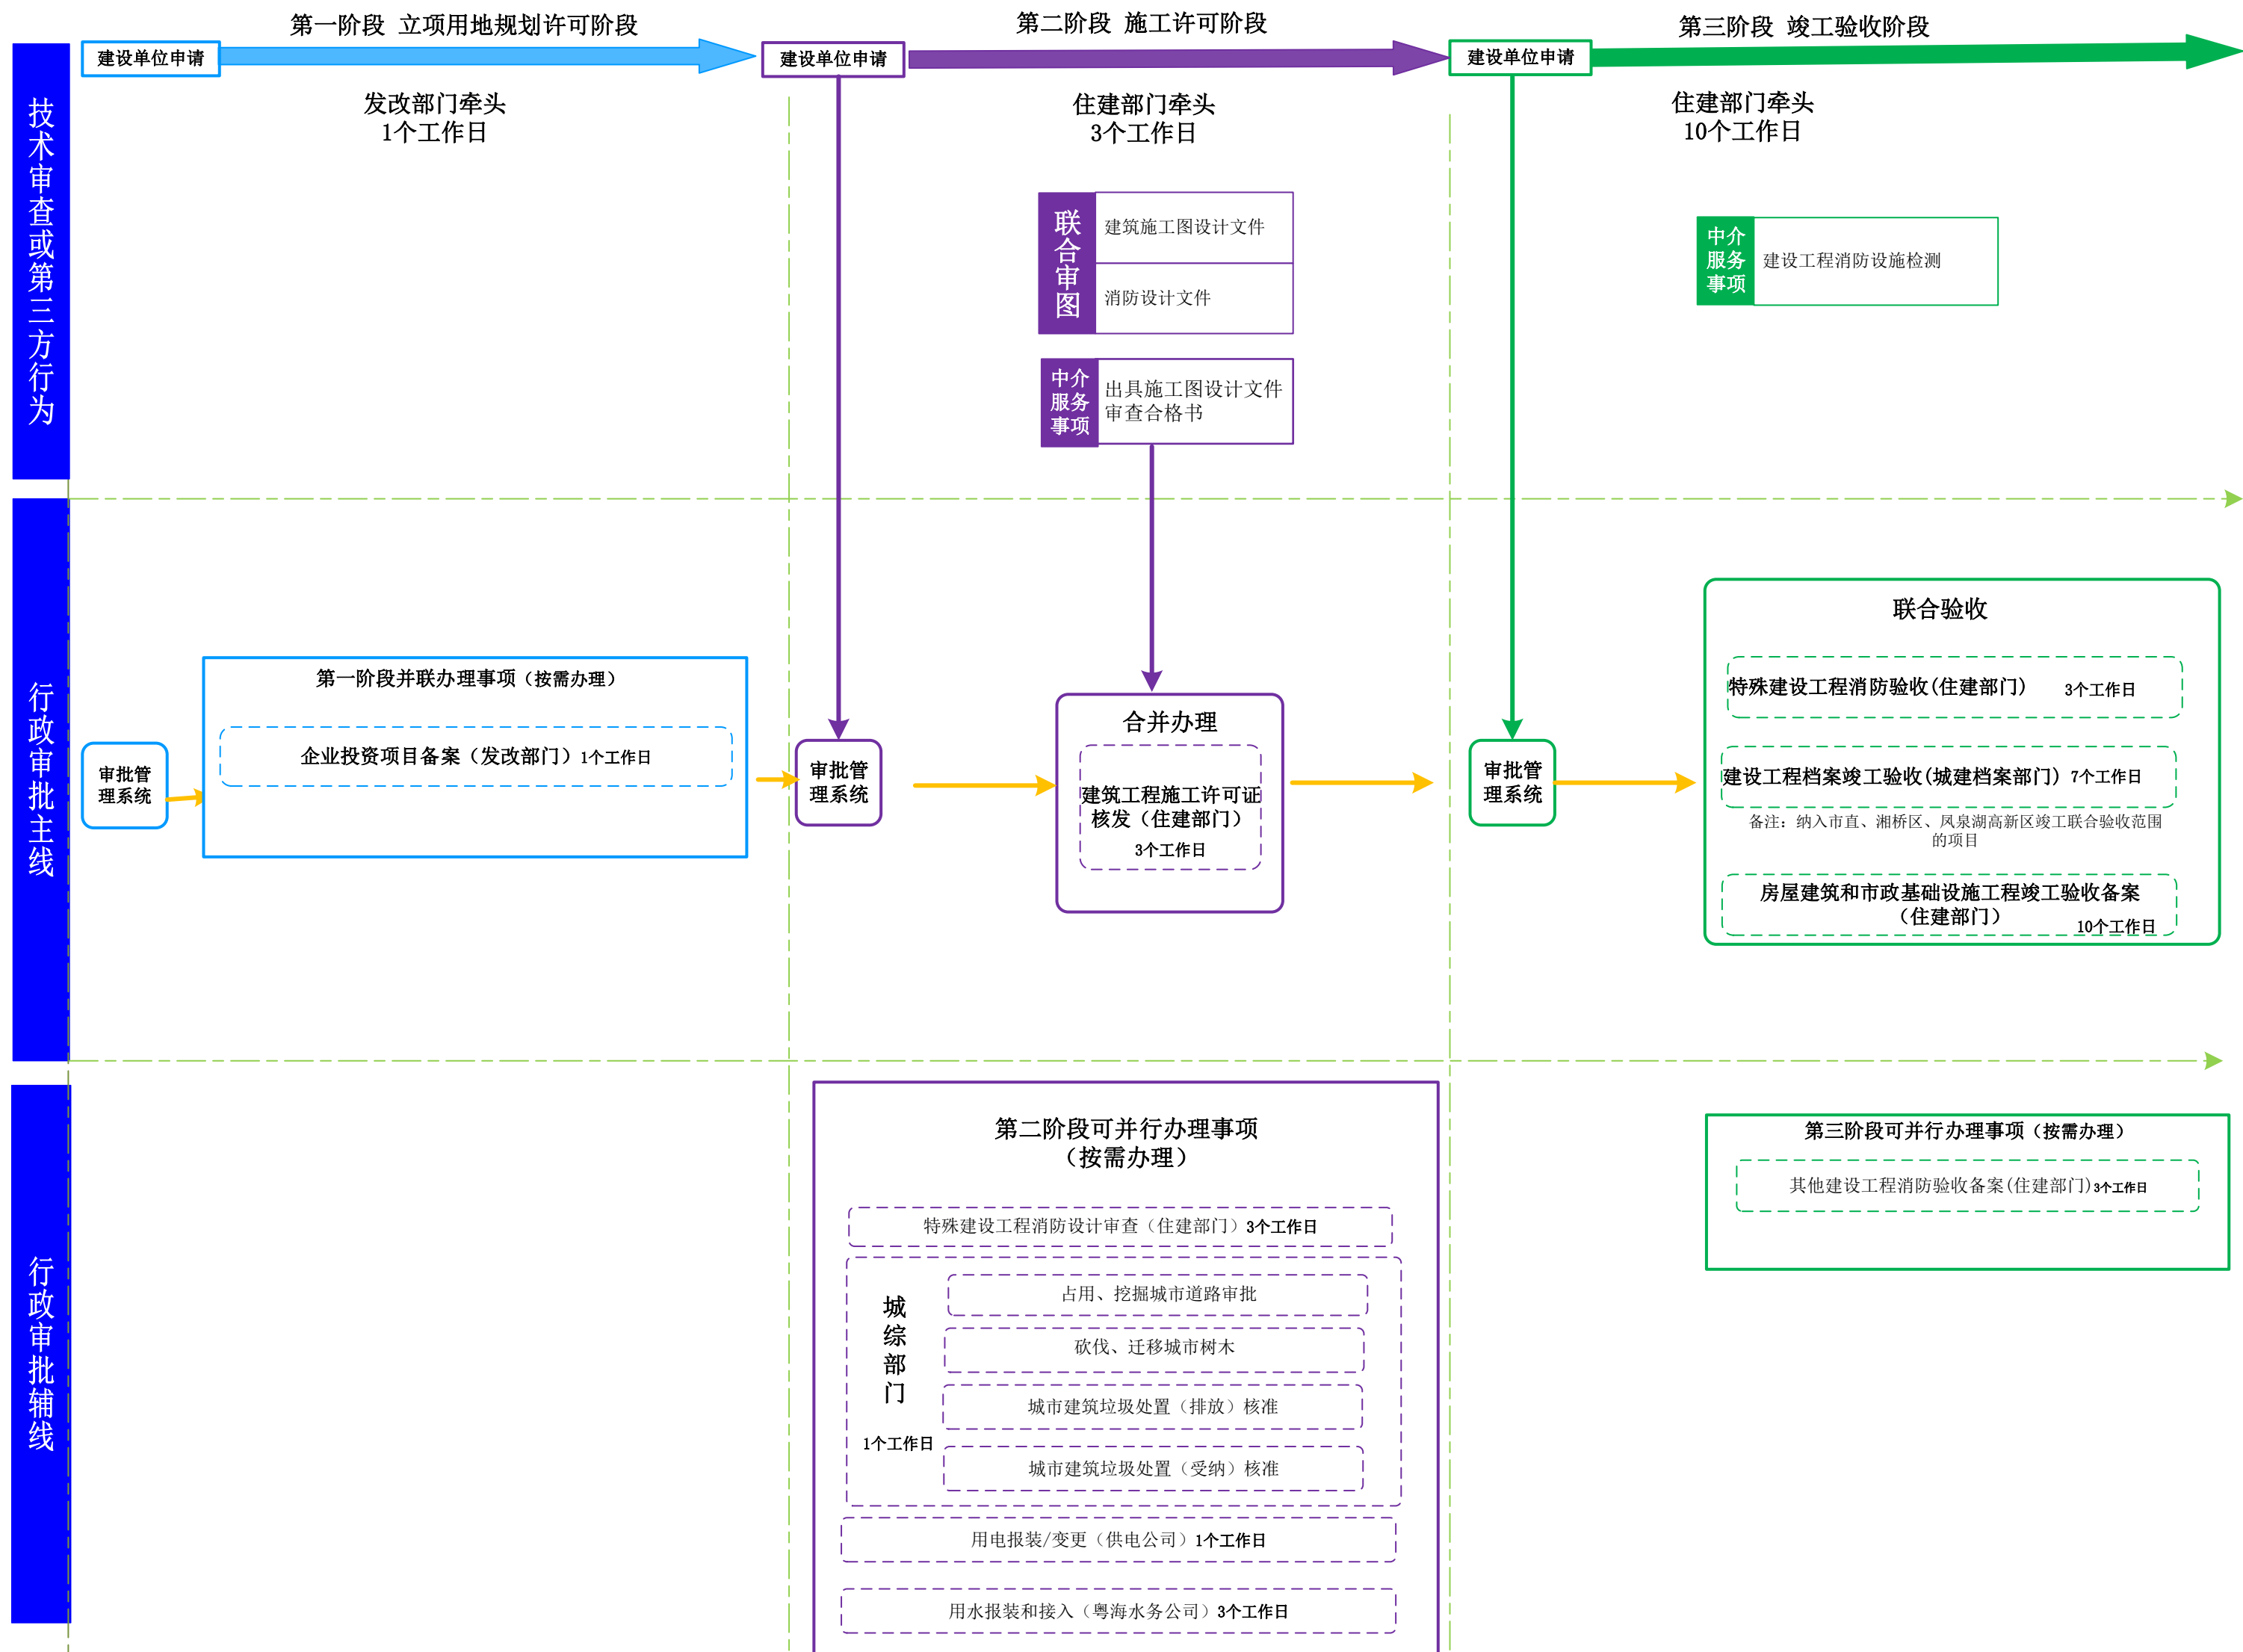 第一阶段 立项用地规划许可阶段
第二阶段 施工许可阶段
第三阶段 竣工验收阶段
建设单位申请
建设单位申请
建设单位申请
发改部门牵头
1个工作日
住建部门牵头
3个工作日
住建部门牵头
10个工作日
技术审查或第三方行为
联合审图
建筑施工图设计文件
消防设计文件
中介
服务
事项
出具施工图设计文件
审查合格书
中介
服务
事项
建设工程消防设施检测
行政审批主线
审批管
理系统
第一阶段并联办理事项（按需办理）
企业投资项目备案（发改部门）1个工作日
审批管
理系统
合并办理
建筑工程施工许可证
核发（住建部门）
3个工作日
审批管
理系统
联合验收
特殊建设工程消防验收(住建部门) 3个工作日
建设工程档案竣工验收(城建档案部门) 7个工作日
备注：纳入市直、湘桥区、凤泉湖高新区竣工联合验收范围
的项目
房屋建筑和市政基础设施工程竣工验收备案
（住建部门）
10个工作日
行政审批辅线
第二阶段可并行办理事项
（按需办理）
特殊建设工程消防设计审查（住建部门）3个工作日
城综部门
1个工作日
占用、挖掘城市道路审批
砍伐、迁移城市树木
城市建筑垃圾处置（排放）核准
城市建筑垃圾处置（受纳）核准
用电报装/变更（供电公司）1个工作日
用水报装和接入（粤海水务公司）3个工作日
第三阶段可并行办理事项（按需办理）
其他建设工程消防验收备案(住建部门)3个工作日